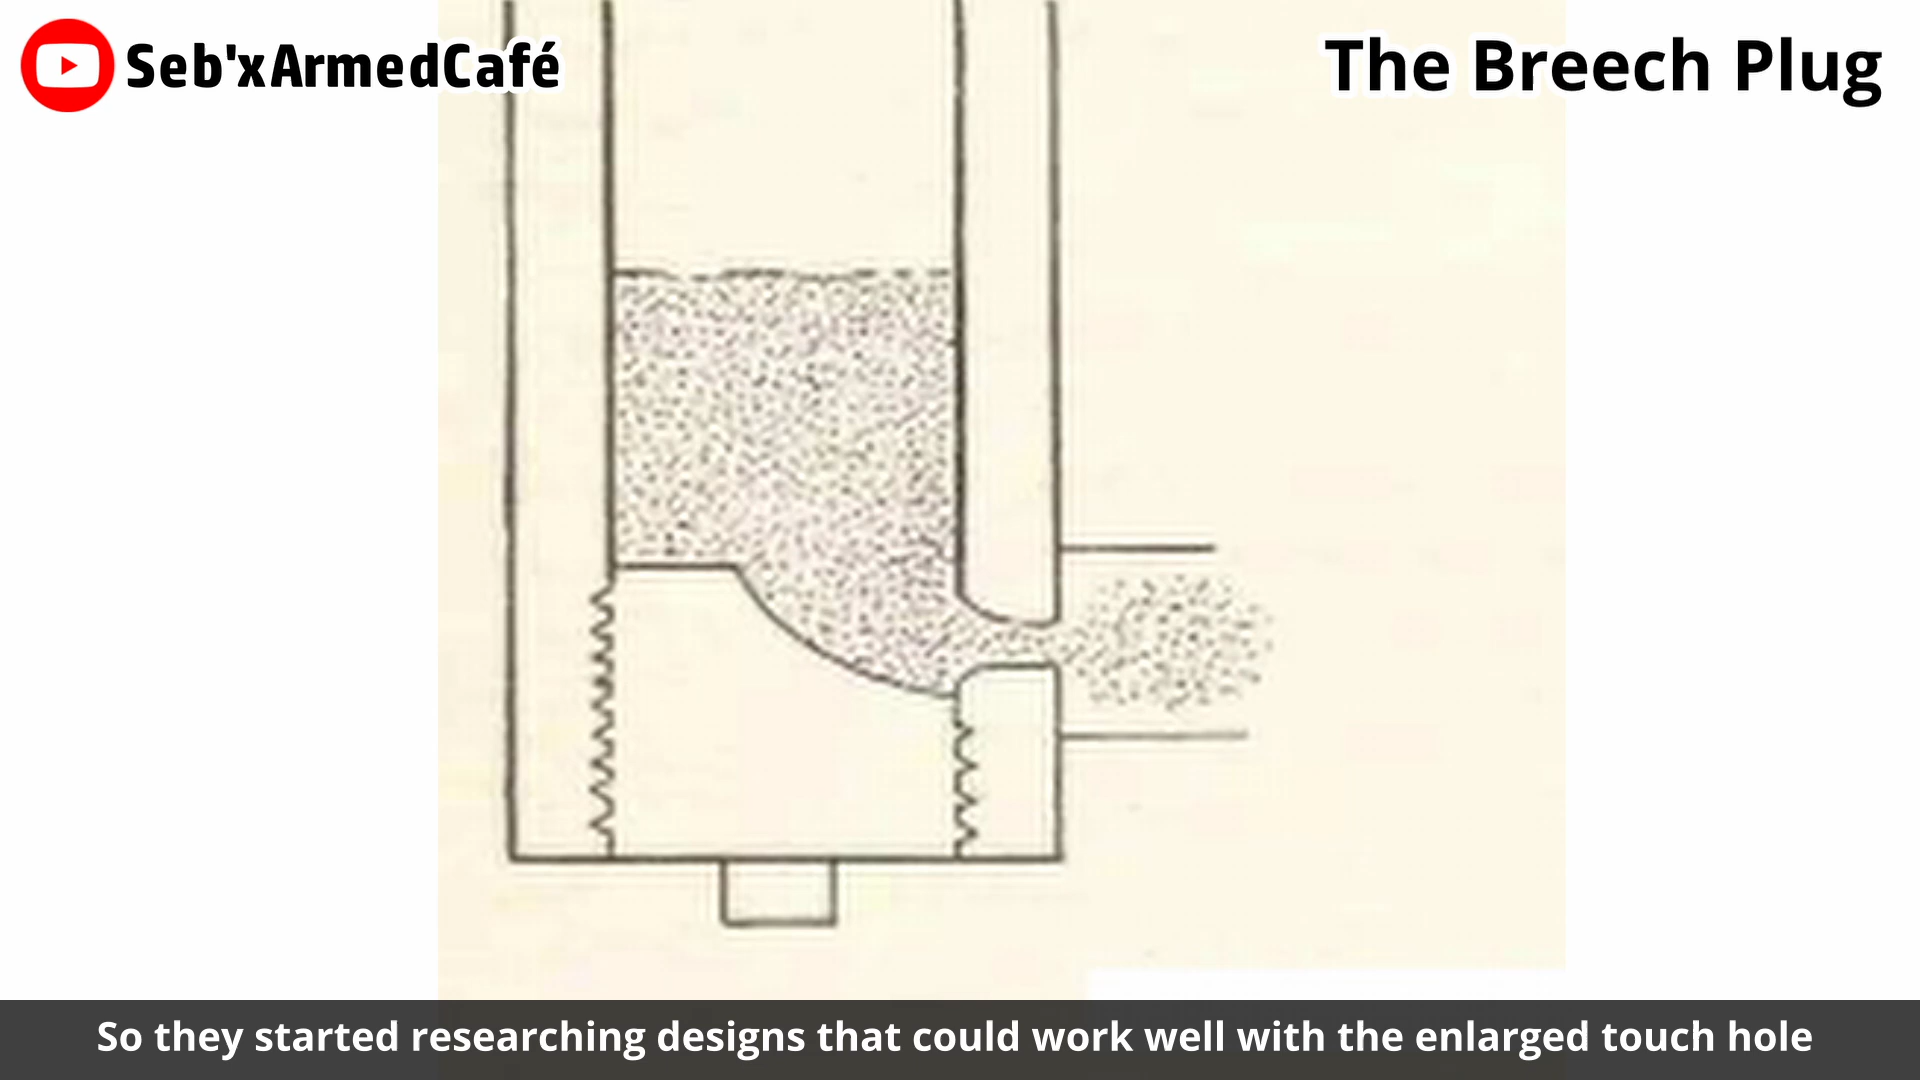 Seb'xArmedCafé
The Breech Plug
So they started researching designs that could work well with the enlarged touch hole